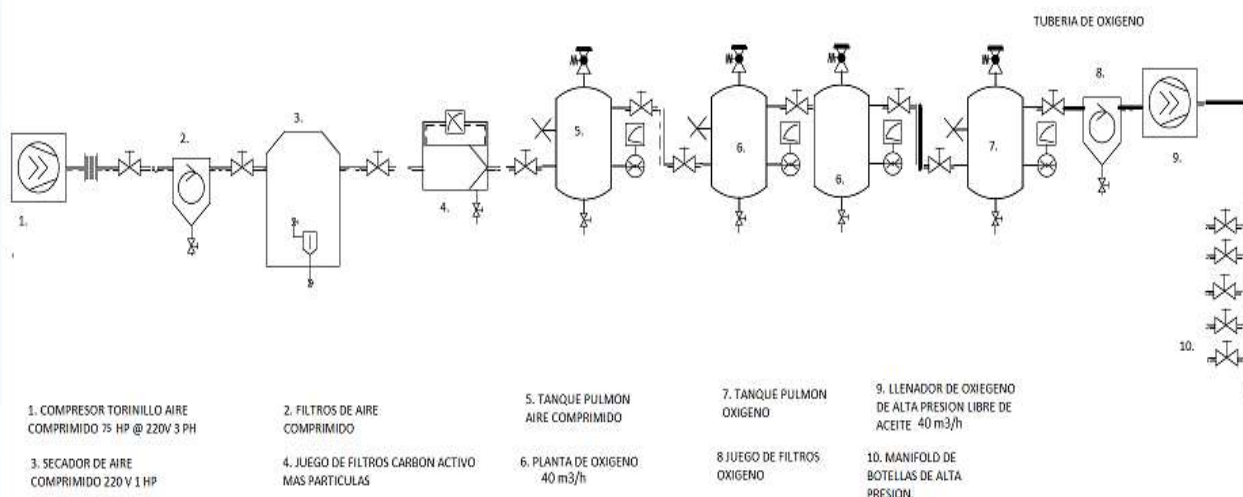 TUBERIA DE OXIGENO
8.
3.
2.
5.
6.
7.
6.
9.
1.
4.
10.
1. COMPRESOR TORINILLO AIRE
COMPRIMIDO 75 HP @ 220V 3 PH
2. FILTROS DE AIRE
COMPRIMIDO
5. TANQUE PULMON
AIRE COMPRIMIDO
7. TANQUE PULMON
OXIGENO
9. LLENADOR DE OXIEGENO
DE ALTA PRESION LIBRE DE
ACEITE 40 m3/h
3. SECADOR DE AIRE
COMPRIMIDO 220 V 1 HP
4. JUEGO DE FILTROS CARBON ACTIVO
MAS PARTICULAS
6. PLANTA DE OXIGENO
40 m3/h
8 JUEGO DE FILTROS
OXIGENO
10. MANIFOLD DE
BOTELLAS DE ALTA
PRESION